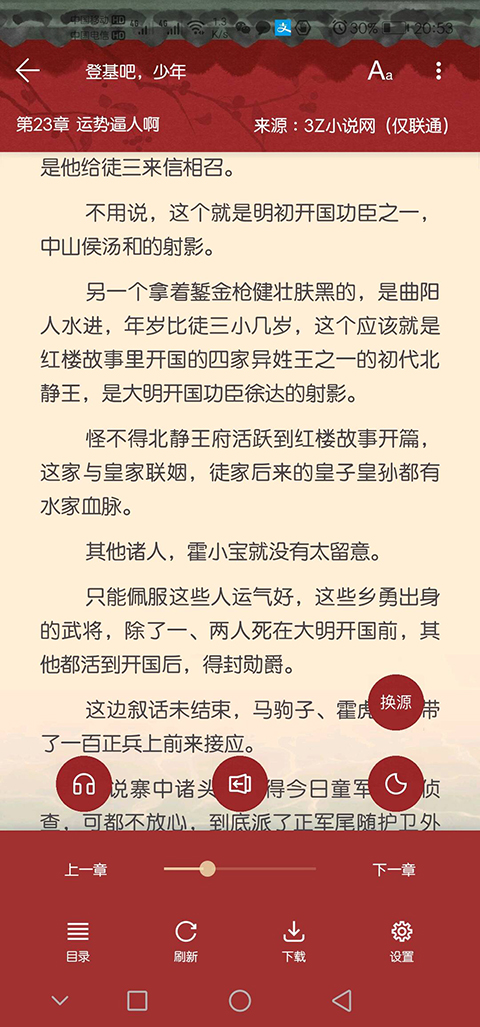 中国移动 HD 4G 4G 1.3 K/s 30% 20:53
中国电信 HD
登基吧，少年 Aa
第23章 运势逼人啊 来源：3Z小说网（仅联通）
是他给徒三来信相召。
不用说，这个就是明初开国功臣之一，
中山侯汤和的射影。
另一个拿着錾金枪健壮肤黑的，是曲阳
人水进，年岁比徒三小几岁，这个应该就是
红楼故事里开国的四家异姓王之一的初代北
静王，是大明开国功臣徐达的射影。
怪不得北静王府活跃到红楼故事开篇，
这家与皇家联姻，徒家后来的皇子皇孙都有
水家血脉。
其他诸人，霍小宝就没有太留意。
只能佩服这些人运气好，这些乡勇出身
的武将，除了一、两人死在大明开国前，其
他都活到开国后，得封勋爵。
换源
这边叙话未结束，马驹子、霍虎 带
了一百正兵上前来接应。
说寨中诸头 得今日童军 侦
查，可都不放心，到底派了正军尾随护卫外
上一章 下一章
目录 刷新 下载 设置